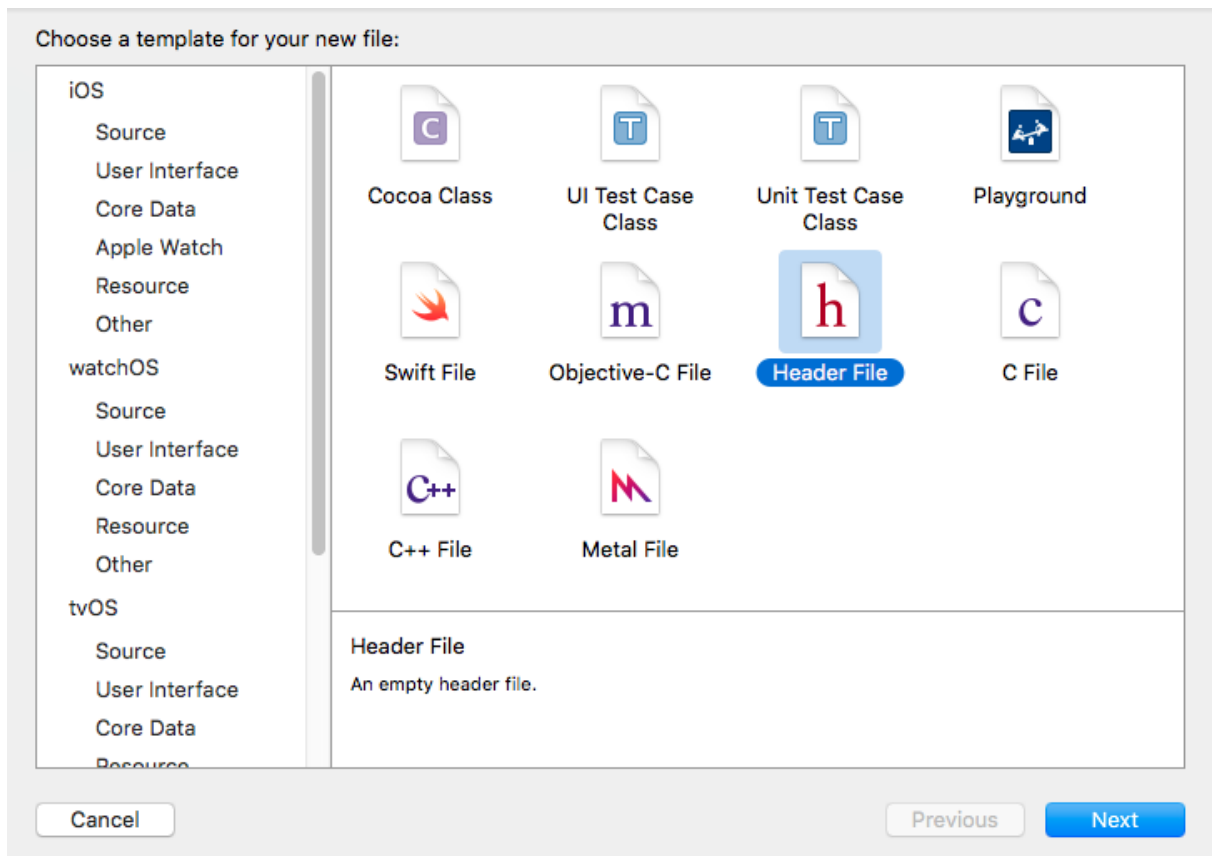 Choose a template for your new file:
iOS
Source
User Interface
Core Data
Apple Watch
Resource
Other
watchOS
Source
User Interface
Core Data
Resource
Other
tvOS
Source
User Interface
Core Data
Resource
C
Cocoa Class
T
UI Test Case
Class
T
Unit Test Case
Class
Playground
Swift File
m
Objective-C File
h
Header File
c
C File
C++
C++ File
Metal File
Header File
An empty header file.
Cancel
Previous
Next